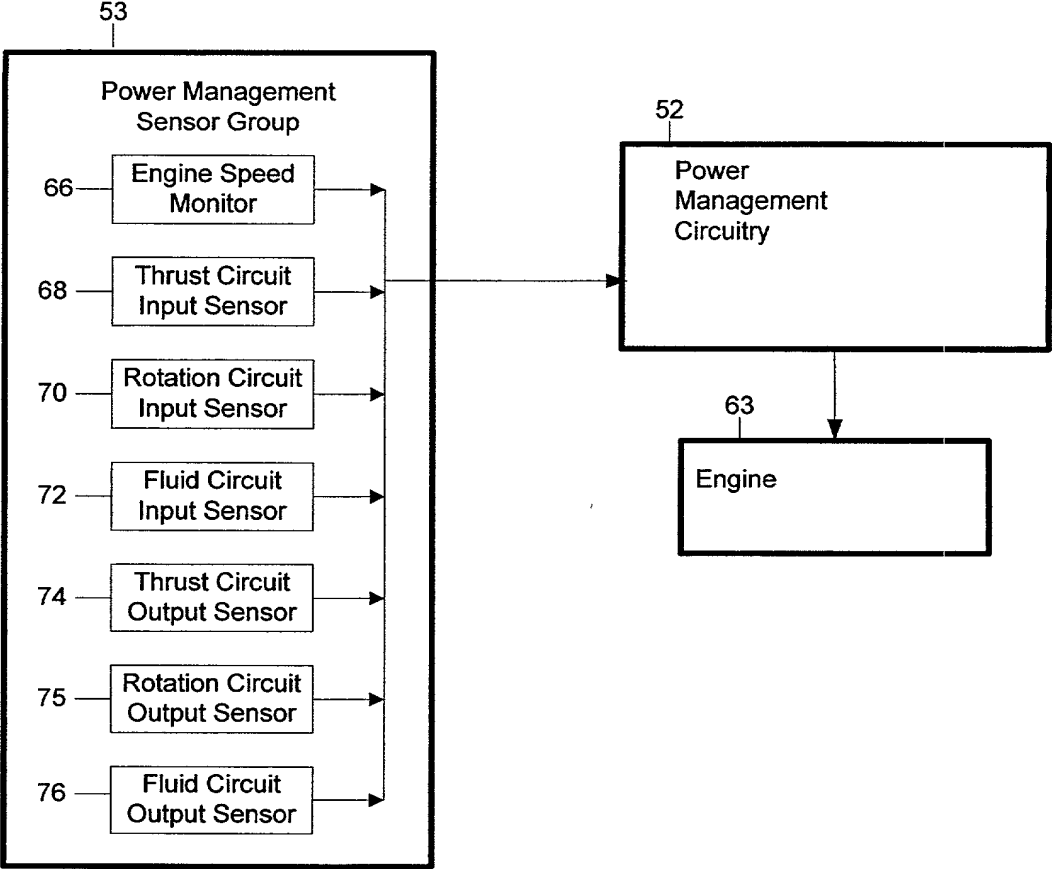 53
Power Management
Sensor Group
66
Engine Speed
Monitor
68
Thrust Circuit
Input Sensor
70
Rotation Circuit
Input Sensor
72
Fluid Circuit
Input Sensor
74
Thrust Circuit
Output Sensor
75
Rotation Circuit
Output Sensor
76
Fluid Circuit
Output Sensor
52
Power
Management
Circuitry
63
Engine